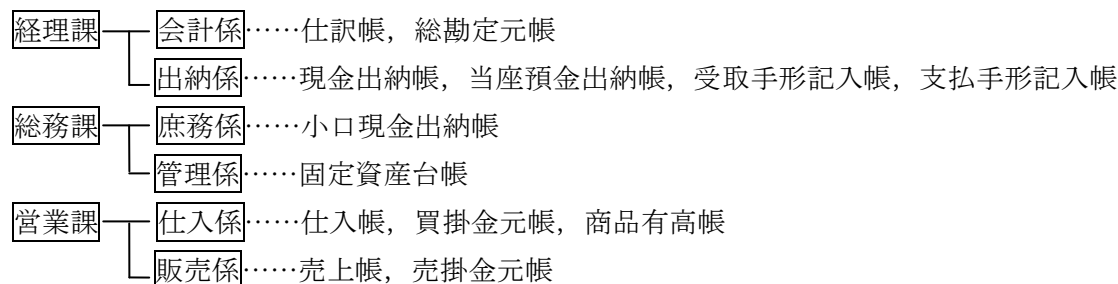 経理課 会計係……仕訳帳，総勘定元帳
出納係……現金出納帳，当座預金出納帳，受取手形記入帳，支払手形記入帳
総務課 庶務係……小口現金出納帳
管理係……固定資産台帳
営業課 仕入係……仕入帳，買掛金元帳，商品有高帳
販売係……売上帳，売掛金元帳